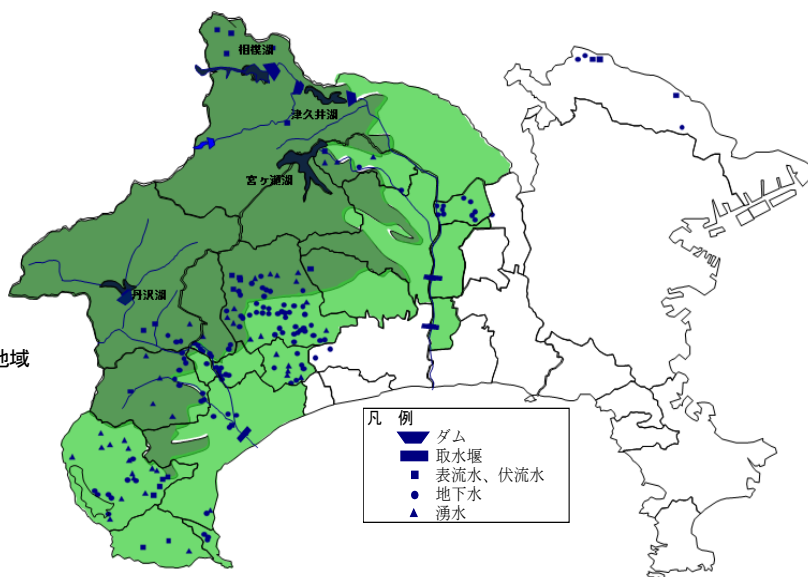 相模湖
津久井湖
宮ヶ瀬湖
丹沢湖
地域
凡 例
ダム
取水堰
表流水、伏流水
地下水
湧水